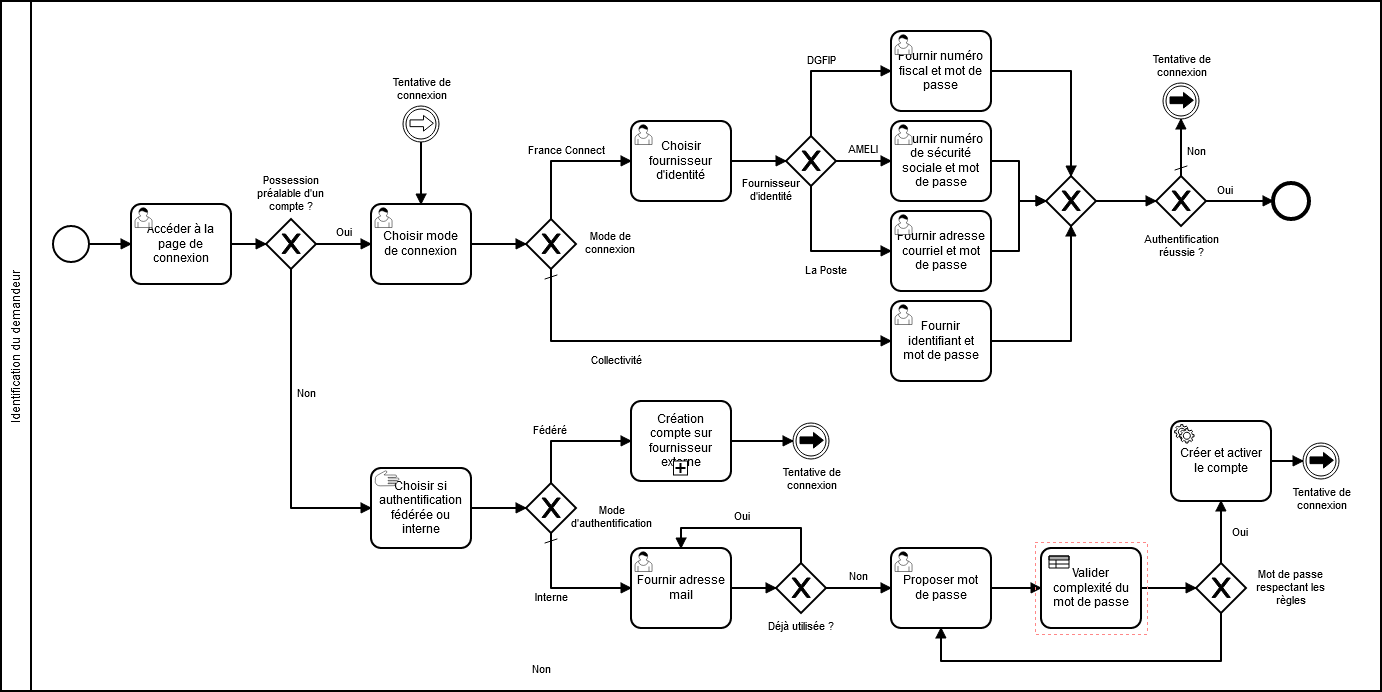 Identification du demandeur
Accéder à la
page de
connexion
Possession
préalable d'un
compte ?
Oui
Non
Tentative de
connexion
Choisir mode
de connexion
Mode de
connexion
France Connect
Collectivité
Choisir
fournisseur
d'identité
Fournisseur
d'identité
DGFIP
AMELI
La Poste
Fournir numéro
fiscal et mot de
passe
Fournir numéro
de sécurité
sociale et mot
de passe
Fournir adresse
courriel et mot
de passe
Fournir
identifiant et
mot de passe
Tentative de
connexion
Non
Oui
Authentification
réussie ?
Choisir si
authentification
fédérée ou
interne
Mode
d'authentification
Fédéré
Interne
Création
compte sur
fournisseur
externe
Tentative de
connexion
Fournir adresse
mail
Oui
Déjà utilisée ?
Non
Proposer mot
de passe
Valider
complexité du
mot de passe
Mot de passe
respectant les
règles
Oui
Créer et activer
le compte
Tentative de
connexion
Non